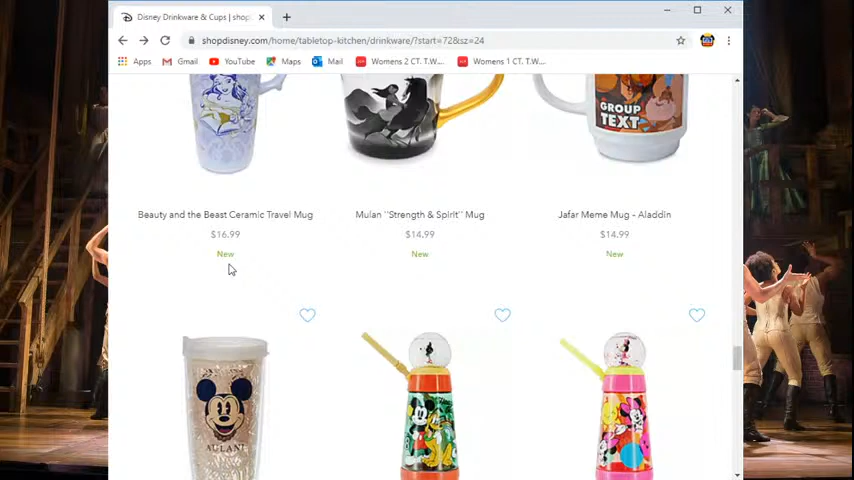 Disney Drinkware & Cups | shop
shopdisney.com/home/tabletop-kitchen/drinkware/?start=72&sz=24
Apps Gmail YouTube Maps Mail Womens 2 CT. T.W... Womens 1 CT. T.W...
GROUP
TEXT
Beauty and the Beast Ceramic Travel Mug Mulan "Strength & Spirit" Mug Jafar Meme Mug - Aladdin
$16.99 $14.99 $14.99
New New New
AULANI